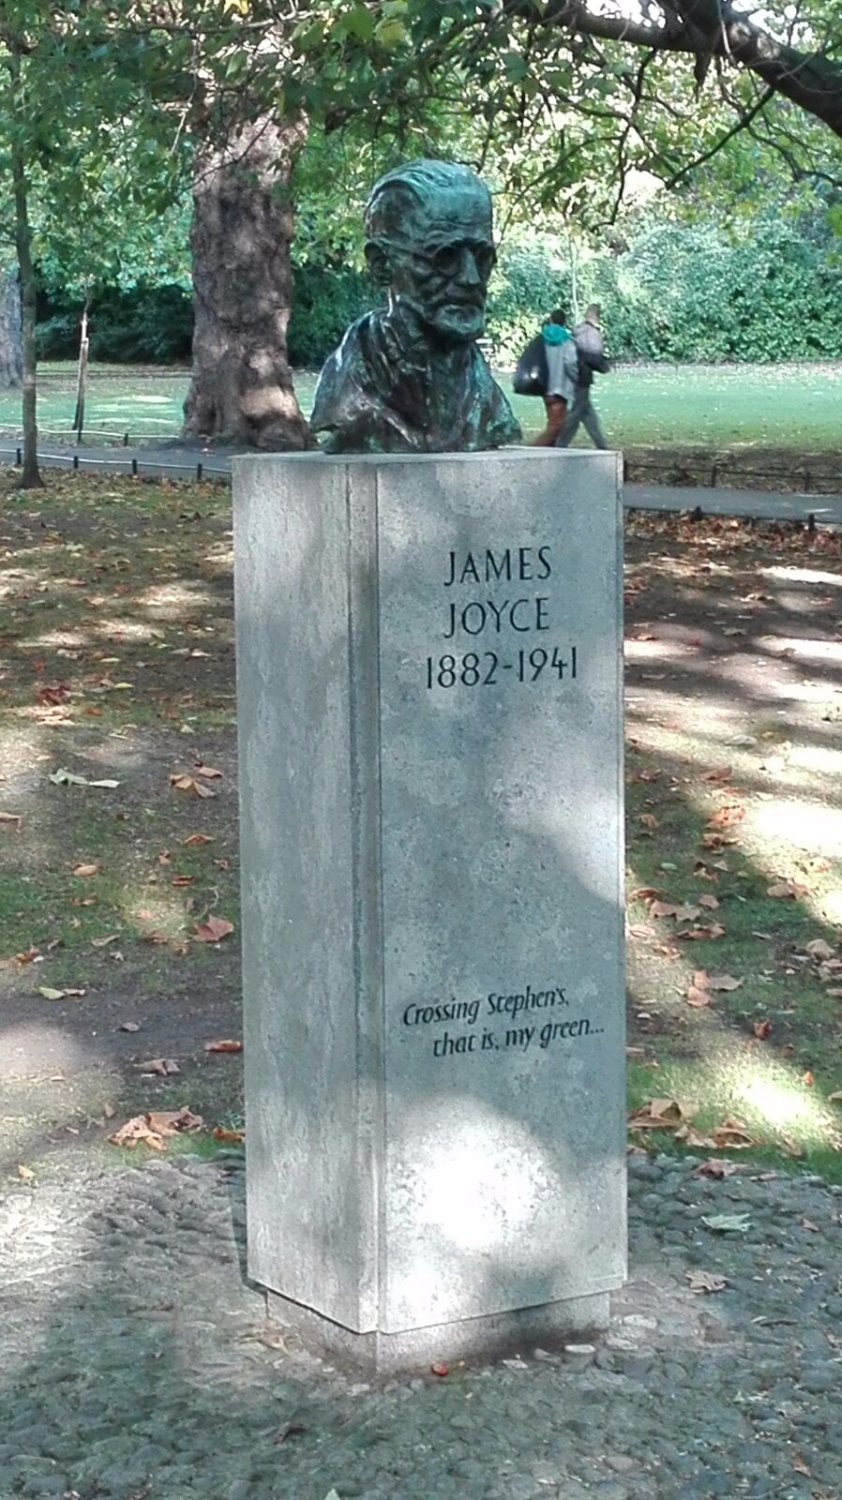 JAMES
JOYCE
1882-1941
Crossing Stephen's,
that is, my green...